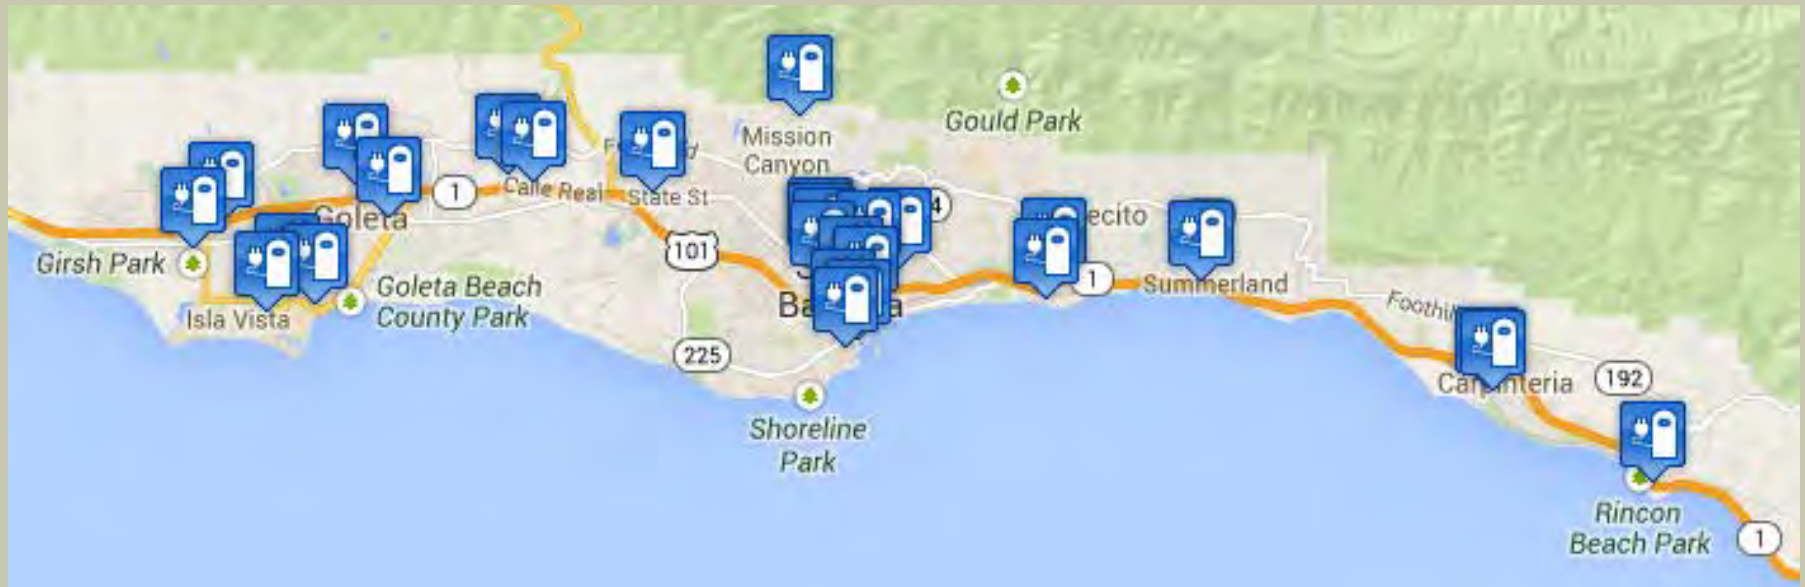 Gould Park
Mission
Canyon
1
Calle Real
State St
4
ecito
Goleta
101
Girsh Park
Goleta Beach
County Park
1
Summerland
Isla Vista
225
192
Shoreline
Park
Rincon
Beach Park
1